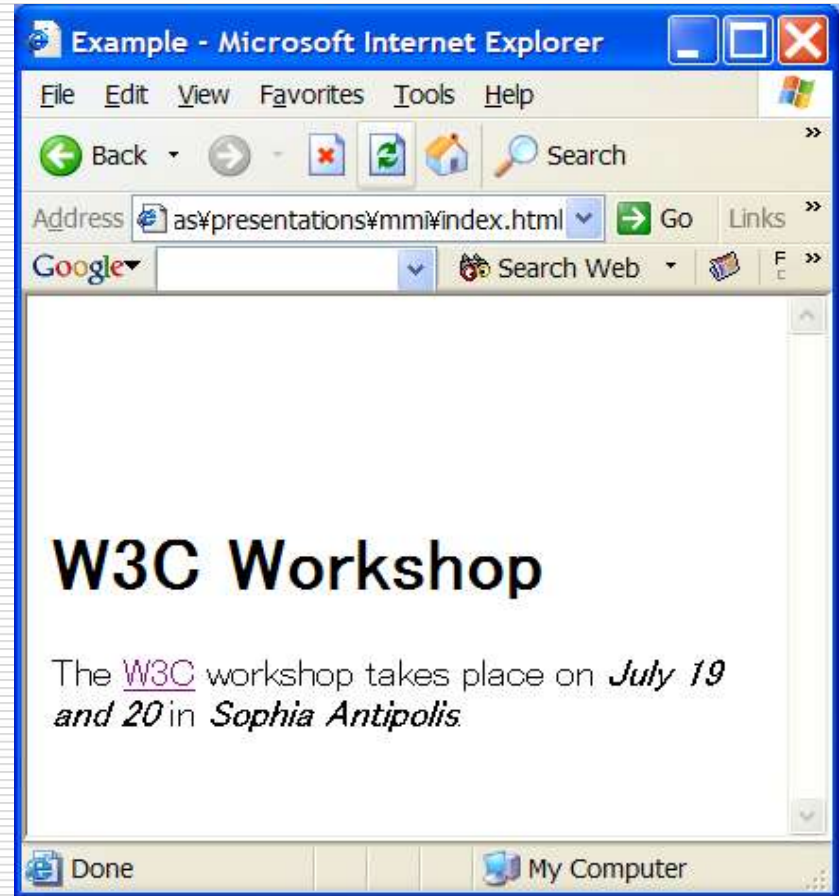 Example - Microsoft Internet Explorer
File Edit View Favorites Tools Help
Back Search »
Address as¥presentations¥mmi¥index.html Go Links »
Google Search Web F »
W3C Workshop
The W3C workshop takes place on July 19
and 20 in Sophia Antipolis.
Done My Computer